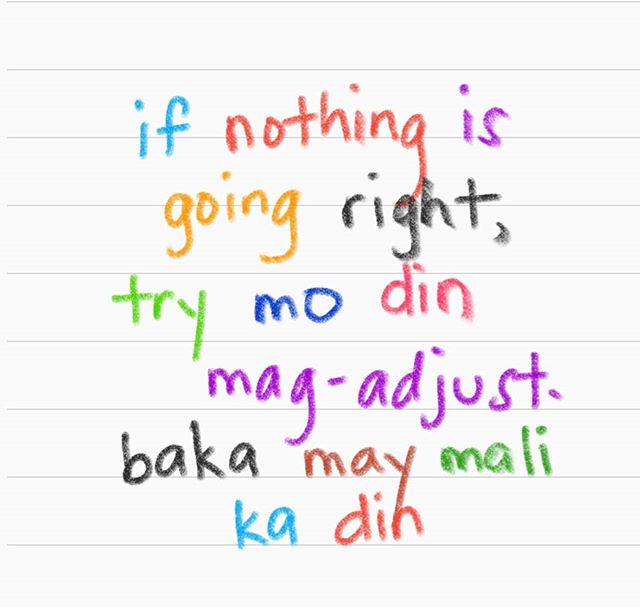 if nothing is
going right,
try mo din
mag-adjust.
baka may mali
ka din